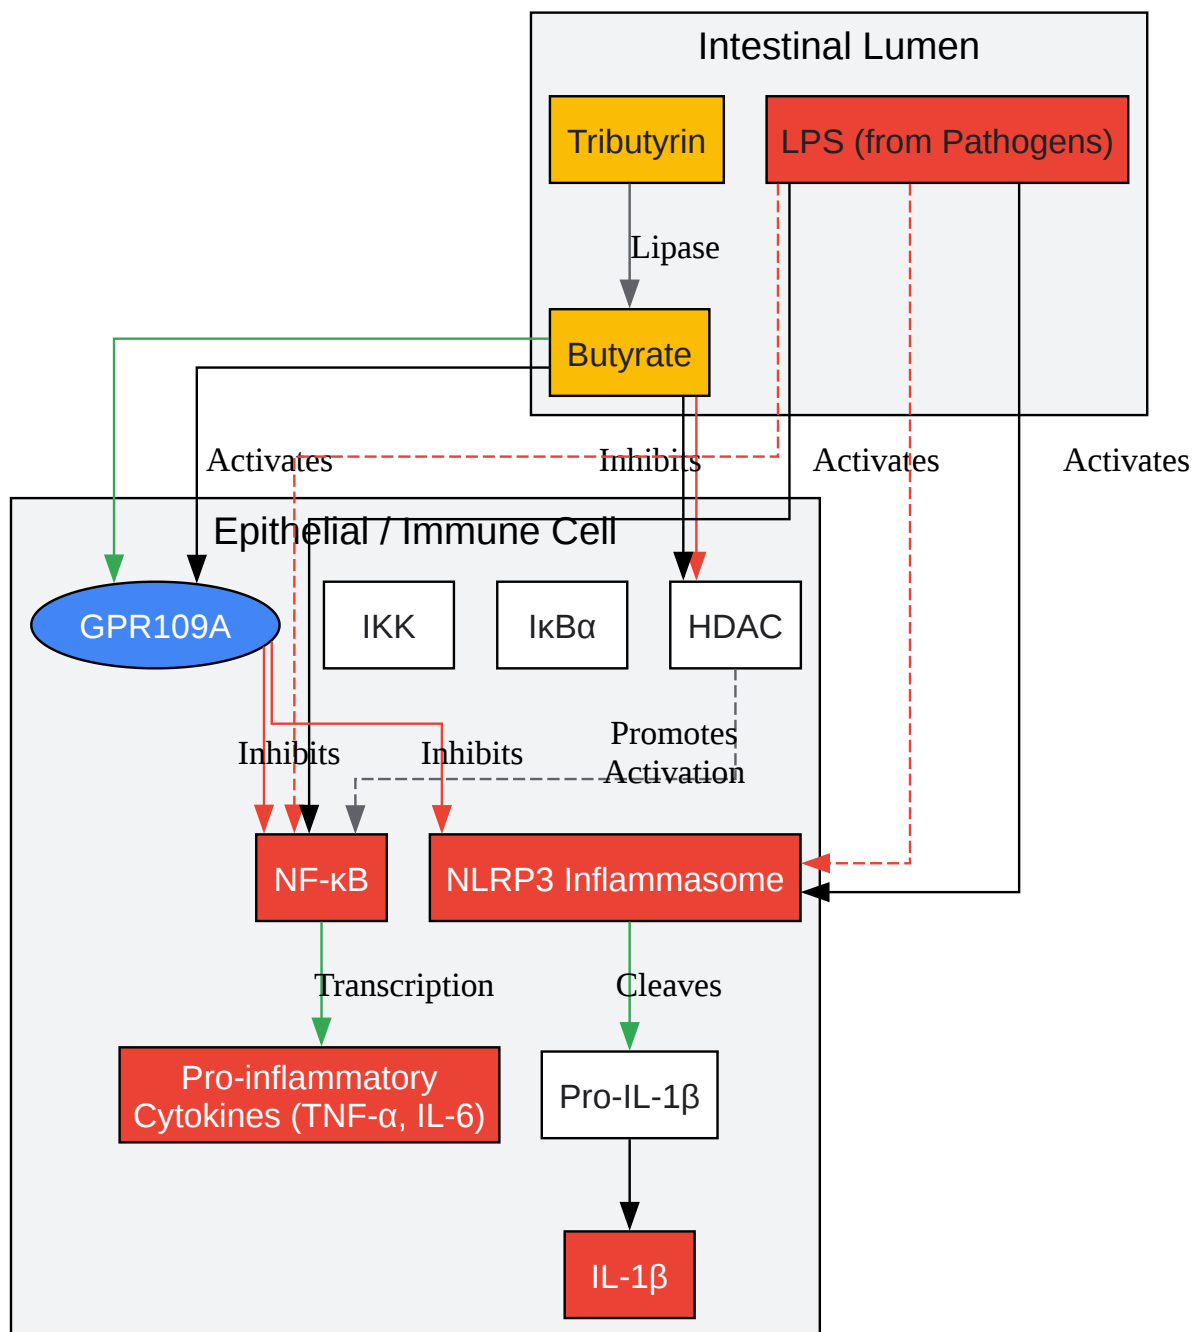 Intestinal Lumen
Tributyrin
LPS (from Pathogens)
Lipase
Butyrate
Activates
Inhibits
Activates
Activates
Epithelial / Immune Cell
GPR109A
IKK
IκBα
HDAC
Inhibits
Inhibits
Promotes
Activation
NF-κB
NLRP3 Inflammasome
Transcription
Cleaves
Pro-inflammatory
Cytokines (TNF-α, IL-6)
Pro-IL-1β
IL-1β